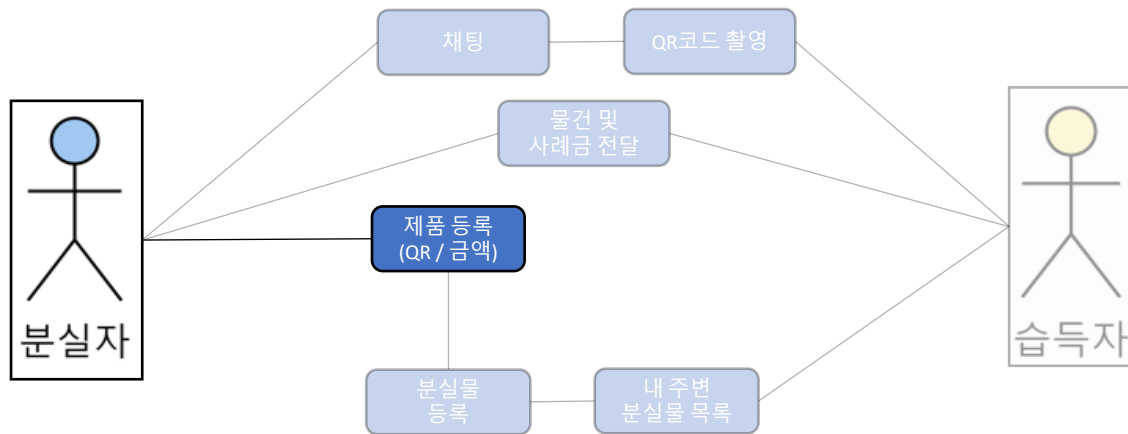 채팅
QR코드 촬영
물건 및
사례금 전달
제품 등록
(QR / 금액)
분실자
습득자
분실물
등록
내 주변
분실물 목록